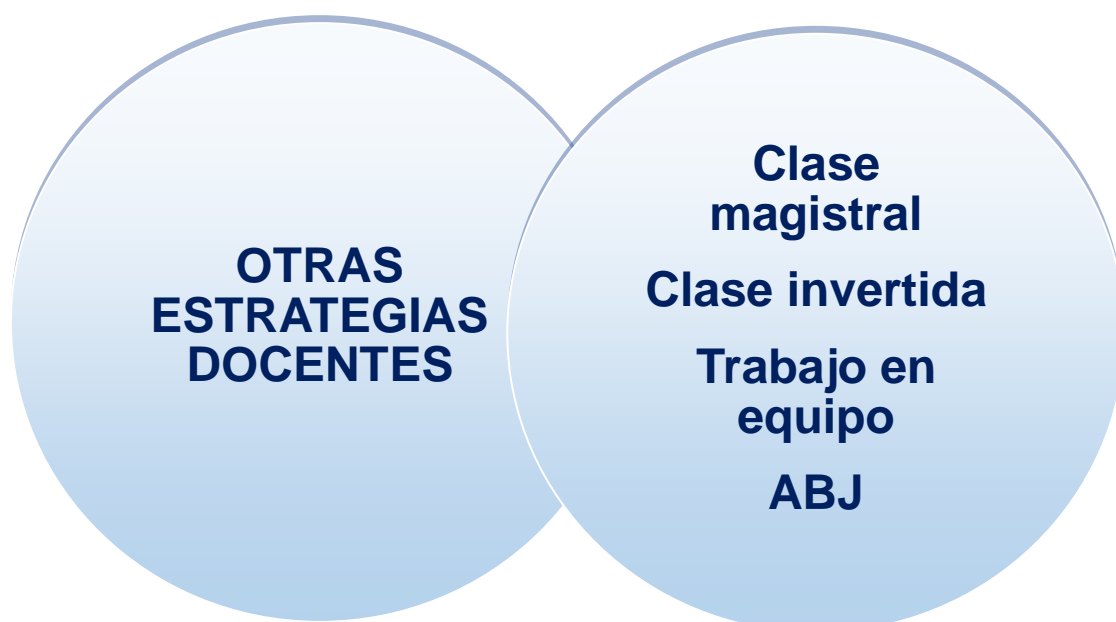 OTRAS
ESTRATEGIAS
DOCENTES
Clase
magistral
Clase invertida
Trabajo en
equipo
ABJ